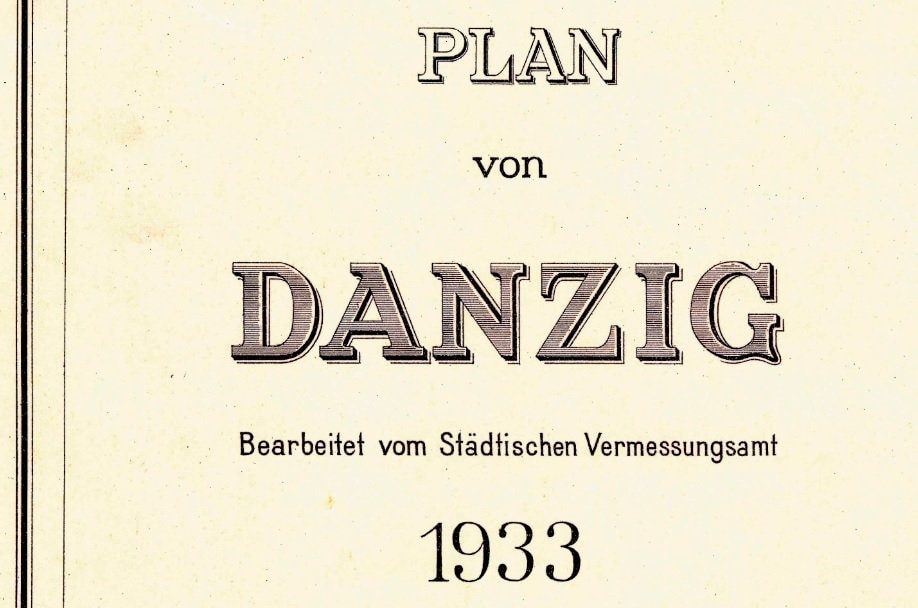 PLAN
von
DANZIG
Bearbeitet vom Städtischen Vermessungsamt
1933